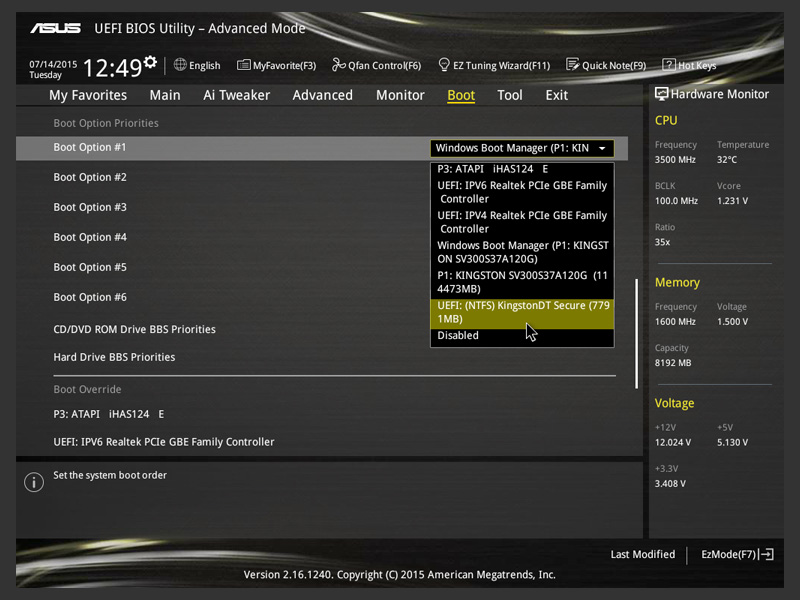 ASUS UEFI BIOS Utility – Advanced Mode
07/14/2015
Tuesday
12:49
English
MyFavorite(F3)
Qfan Control(F6)
EZ Tuning Wizard(F11)
Quick Note(F9)
? Hot Keys
My Favorites Main Ai Tweaker Advanced Monitor Boot Tool Exit
Boot Option Priorities
Boot Option #1
Windows Boot Manager (P1: KIN
P3: ATAPI iHAS124 E
UEFI: IPV6 Realtek PCIe GBE Family
Controller
UEFI: IPV4 Realtek PCIe GBE Family
Controller
Windows Boot Manager (P1: KINGST
ON SV300S37A120G)
P1: KINGSTON SV300S37A120G (11
4473MB)
UEFI: (NTFS) KingstonDT Secure (779
1MB)
Disabled
Boot Option #2
Boot Option #3
Boot Option #4
Boot Option #5
Boot Option #6
CD/DVD ROM Drive BBS Priorities
Hard Drive BBS Priorities
Boot Override
P3: ATAPI iHAS124 E
UEFI: IPV6 Realtek PCIe GBE Family Controller
i
Set the system boot order
Hardware Monitor
CPU
Frequency Temperature
3500 MHz 32°C
BCLK Vcore
100.0 MHz 1.231 V
Ratio
35x
Memory
Frequency Voltage
1600 MHz 1.500 V
Capacity
8192 MB
Voltage
+12V +5V
12.024 V 5.130 V
+3.3V
3.408 V
Last Modified
EzMode(F7)
Version 2.16.1240. Copyright (C) 2015 American Megatrends, Inc.